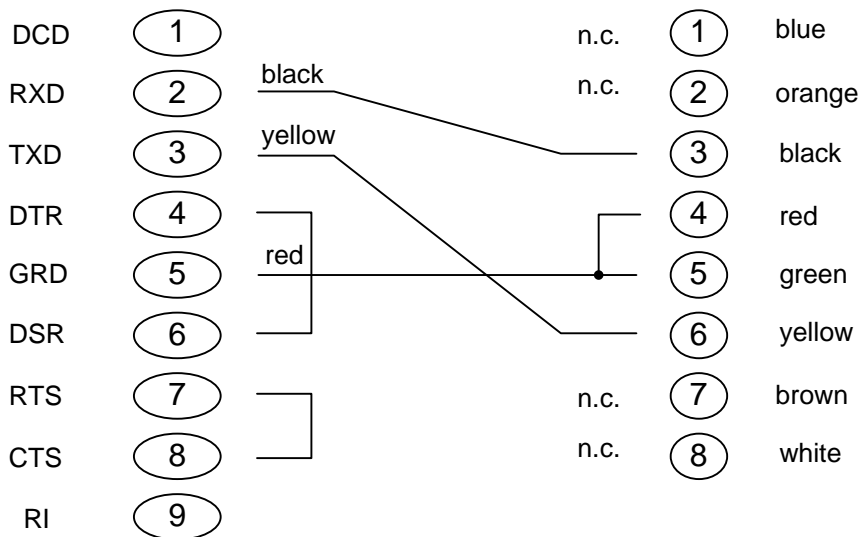 DCD 1 n.c. 1 blue
RXD 2 black n.c. 2 orange
TXD 3 yellow 3 black
DTR 4 4 red
GRD 5 red 5 green
DSR 6 6 yellow
RTS 7 n.c. 7 brown
CTS 8 n.c. 8 white
RI 9